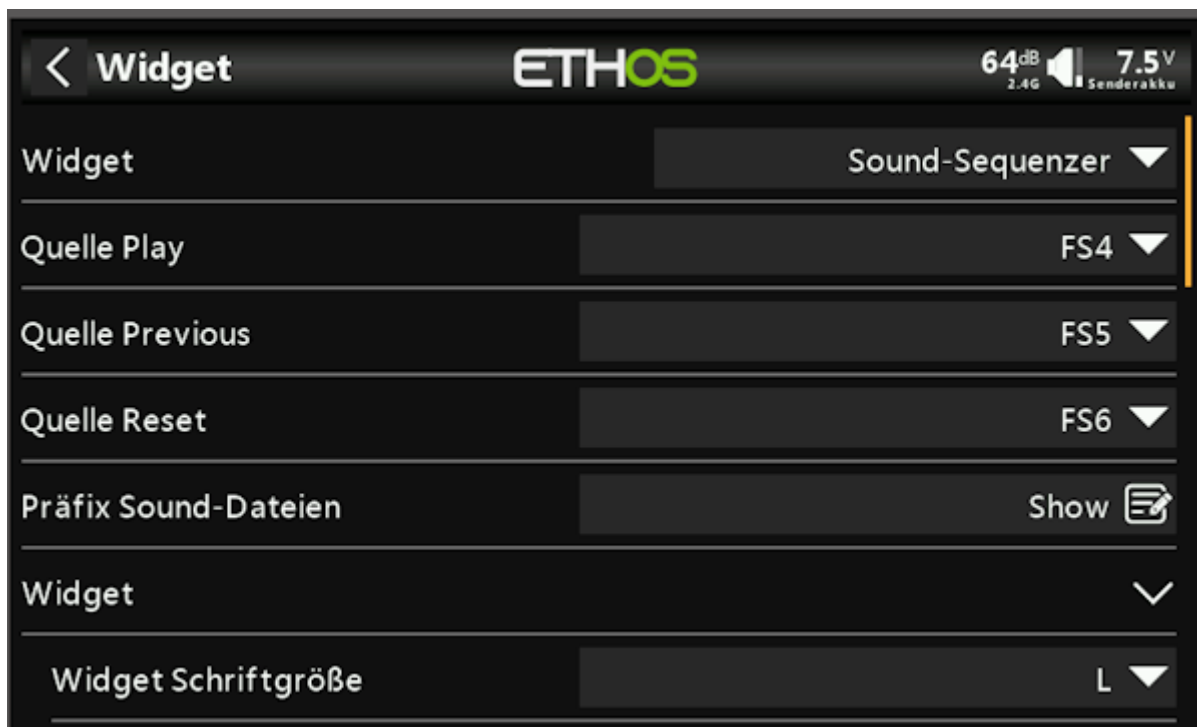 Widget ETHOS 64dB 2.4G 7.5V Senderakku
Widget Sound-Sequenzer
Quelle Play FS4
Quelle Previous FS5
Quelle Reset FS6
Präfix Sound-Dateien Show
Widget
Widget Schriftgröße L